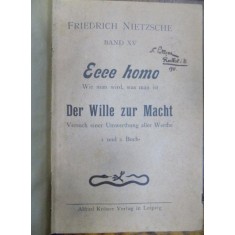 FRIEDRICH NIETZSCHE
BAND XV
Ecce homo
Wie man wird, was man ist
Der Wille zur Macht
Versuch einer Umwerthung aller Werthe
1 und 2 Buch
Alfred Kröner Verlag in Leipzig